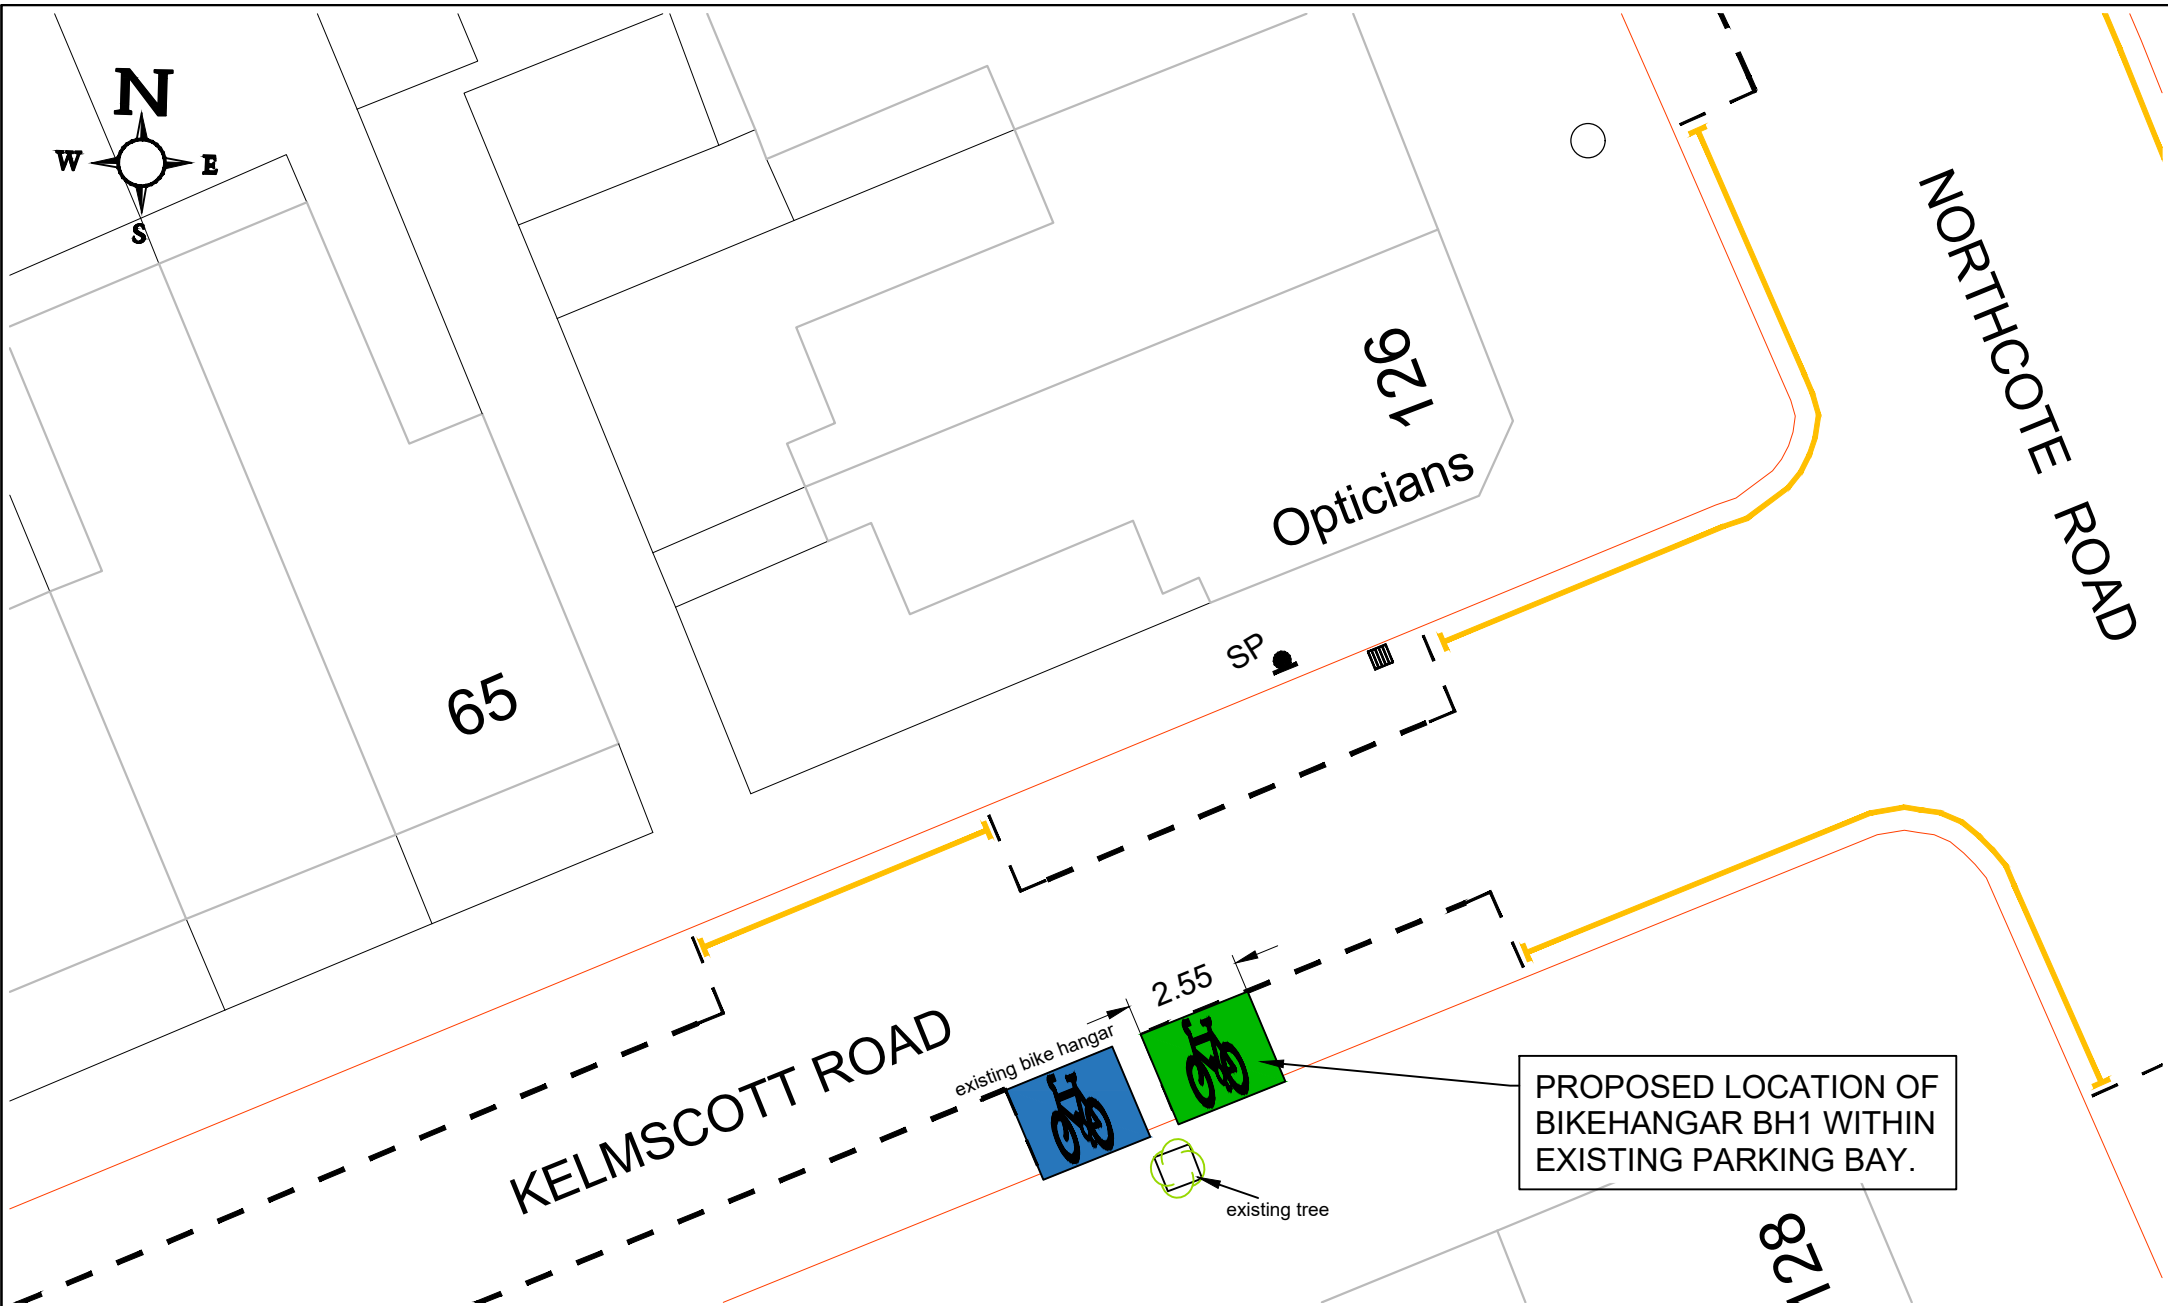 N
W
E
S
NORTHCOTE ROAD
126
Opticians
SP
65
2.55
existing bike hangar
KELMSCOTT ROAD
PROPOSED LOCATION OF
BIKEHANGAR BH1 WITHIN
EXISTING PARKING BAY.
existing tree
128